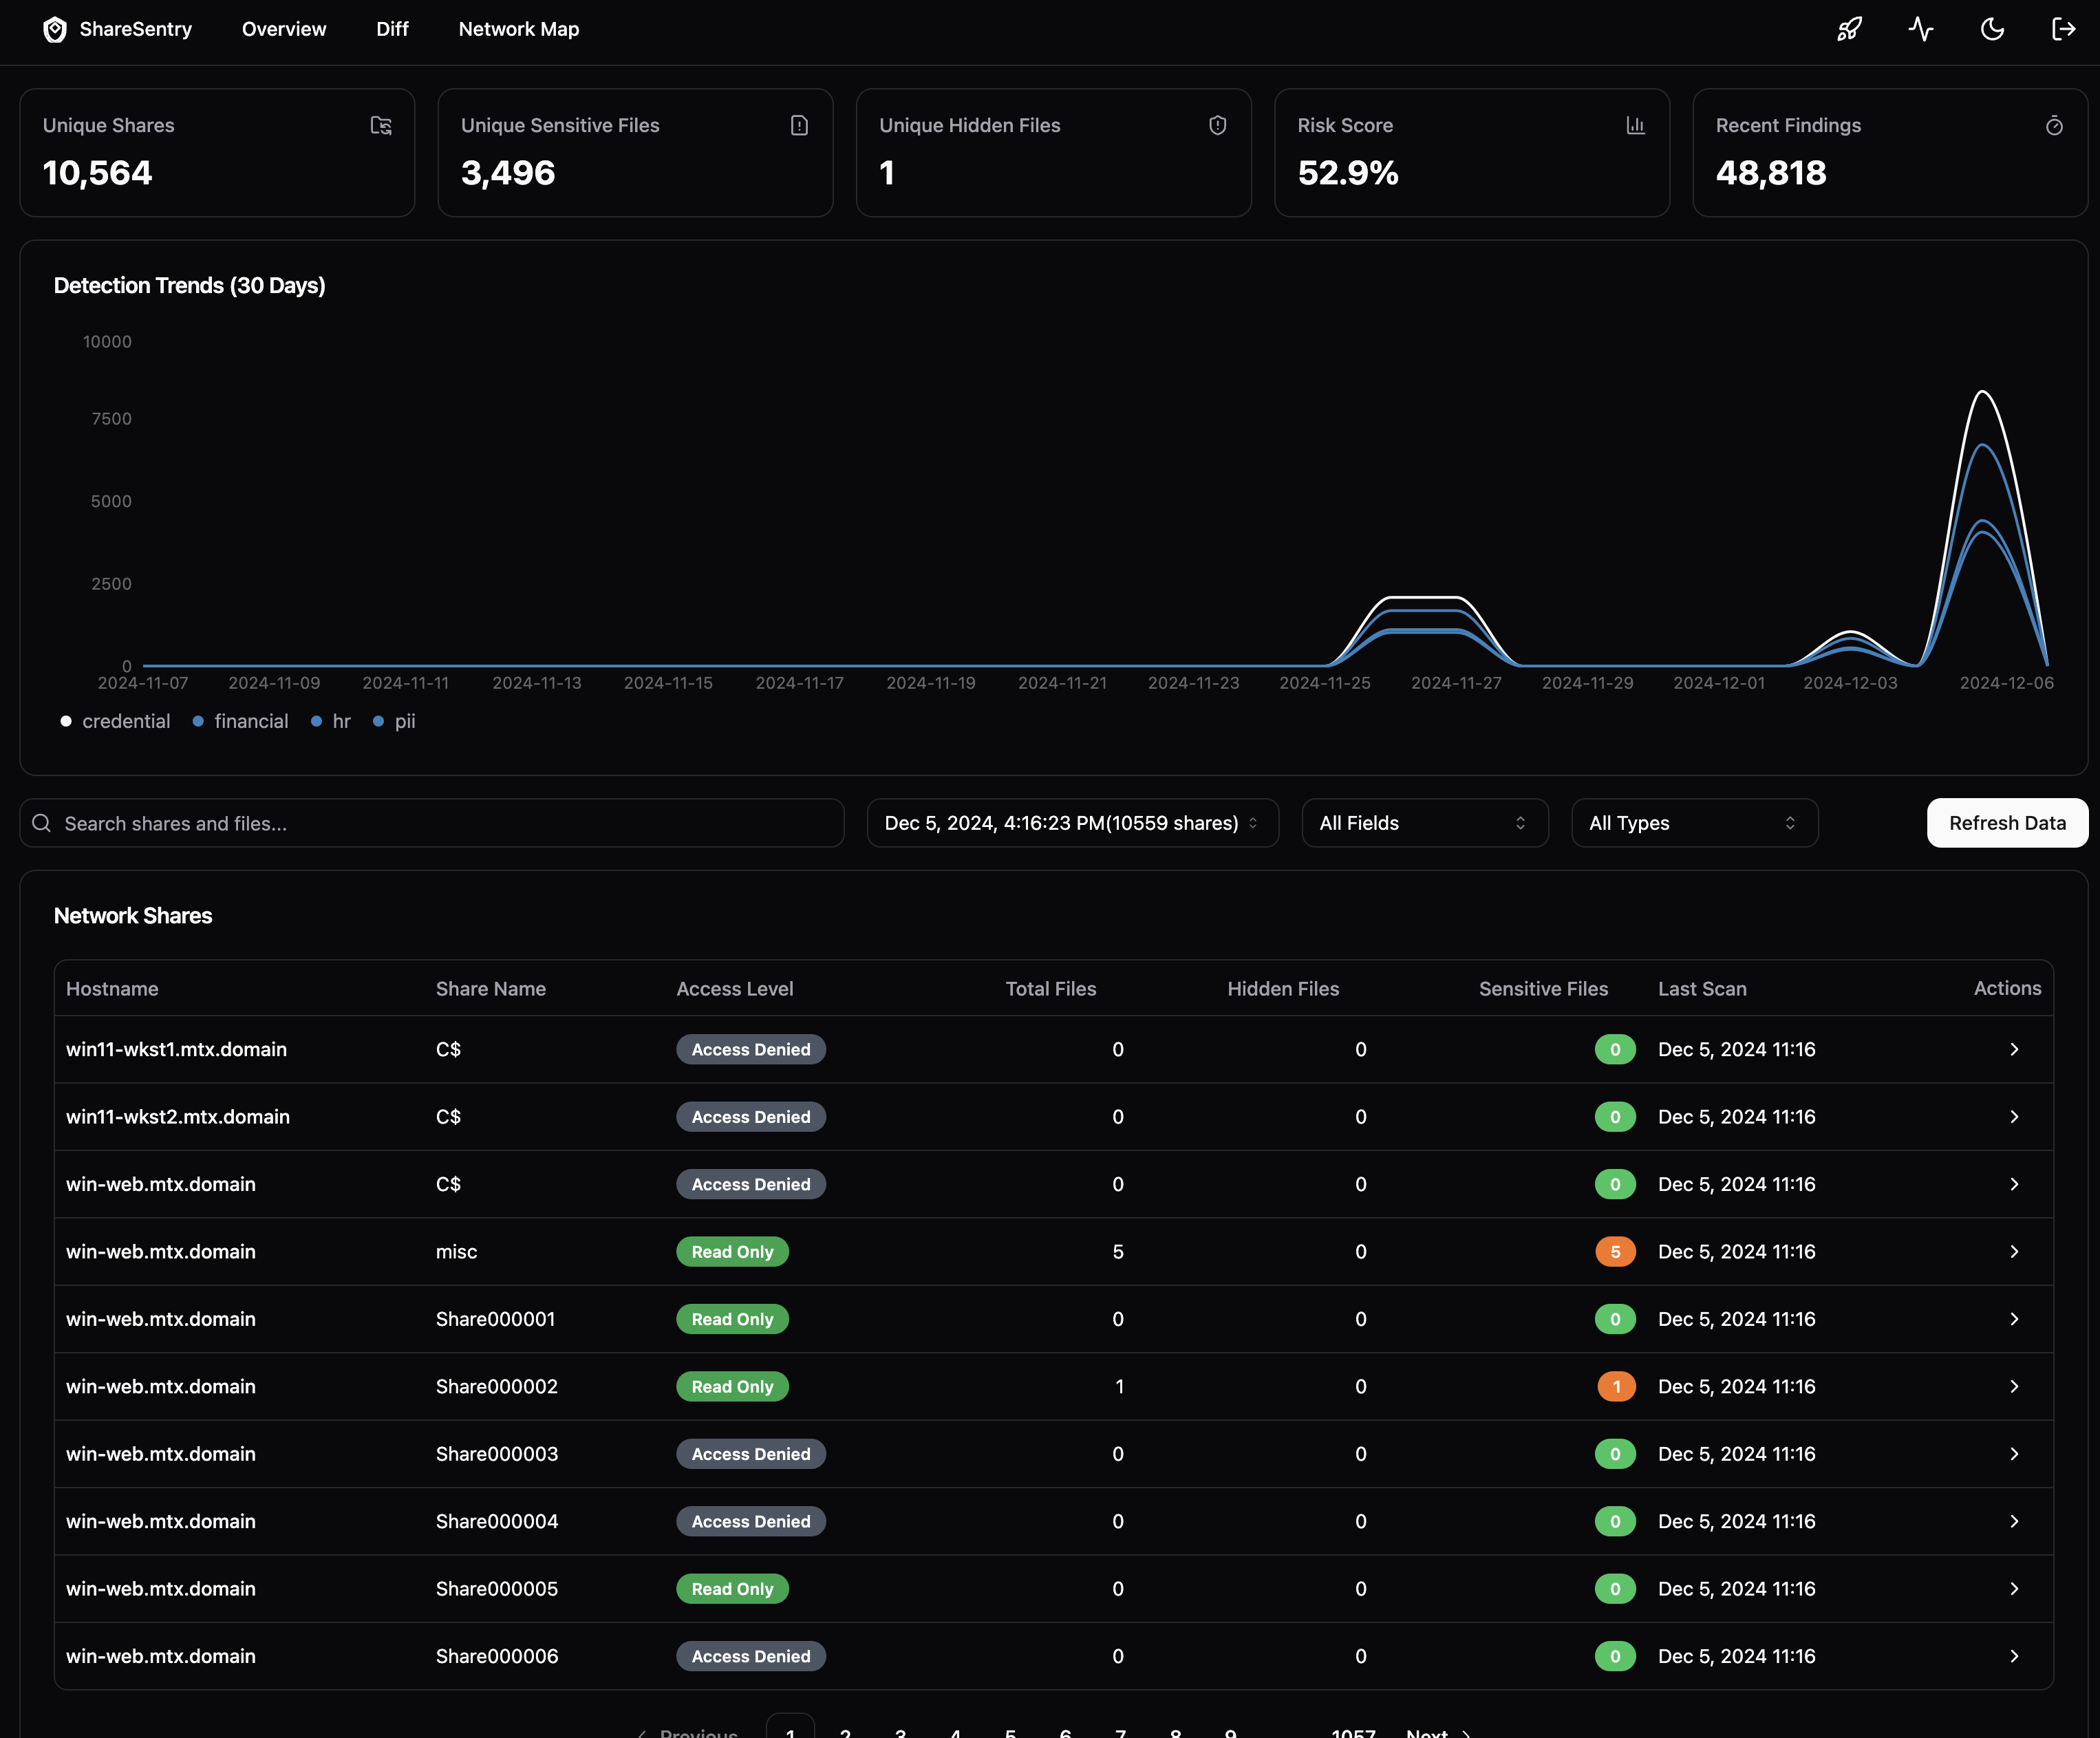 ShareSentry Overview Diff Network Map
Unique Shares
10,564
Unique Sensitive Files
3,496
Unique Hidden Files
1
Risk Score
52.9%
Recent Findings
48,818
Detection Trends (30 Days)
10000
7500
5000
2500
0
2024-11-07 2024-11-09 2024-11-11 2024-11-13 2024-11-15 2024-11-17 2024-11-19 2024-11-21 2024-11-23 2024-11-25 2024-11-27 2024-11-29 2024-12-01 2024-12-03 2024-12-06
credential financial hr pii
Search shares and files... Dec 5, 2024, 4:16:23 PM(10559 shares) All Fields All Types Refresh Data
Network Shares
Hostname Share Name Access Level Total Files Hidden Files Sensitive Files Last Scan Actions
win11-wkst1.mtx.domain C$ Access Denied 0 0 0 Dec 5, 2024 11:16
win11-wkst2.mtx.domain C$ Access Denied 0 0 0 Dec 5, 2024 11:16
win-web.mtx.domain C$ Access Denied 0 0 0 Dec 5, 2024 11:16
win-web.mtx.domain misc Read Only 5 0 5 Dec 5, 2024 11:16
win-web.mtx.domain Share000001 Read Only 0 0 0 Dec 5, 2024 11:16
win-web.mtx.domain Share000002 Read Only 1 0 1 Dec 5, 2024 11:16
win-web.mtx.domain Share000003 Access Denied 0 0 0 Dec 5, 2024 11:16
win-web.mtx.domain Share000004 Access Denied 0 0 0 Dec 5, 2024 11:16
win-web.mtx.domain Share000005 Read Only 0 0 0 Dec 5, 2024 11:16
win-web.mtx.domain Share000006 Access Denied 0 0 0 Dec 5, 2024 11:16
Previous 1 2 3 4 5 6 7 8 9 1057 Next